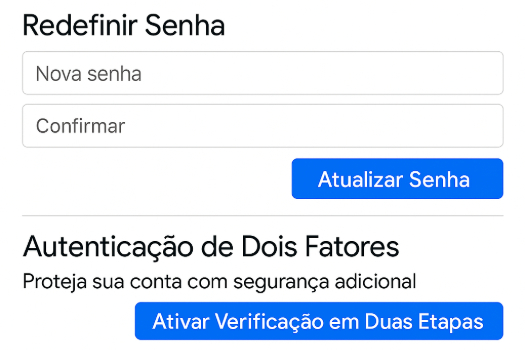 Redefinir Senha
Nova senha
Confirmar
Atualizar Senha
Autenticação de Dois Fatores
Proteja sua conta com segurança adicional
Ativar Verificação em Duas Etapas